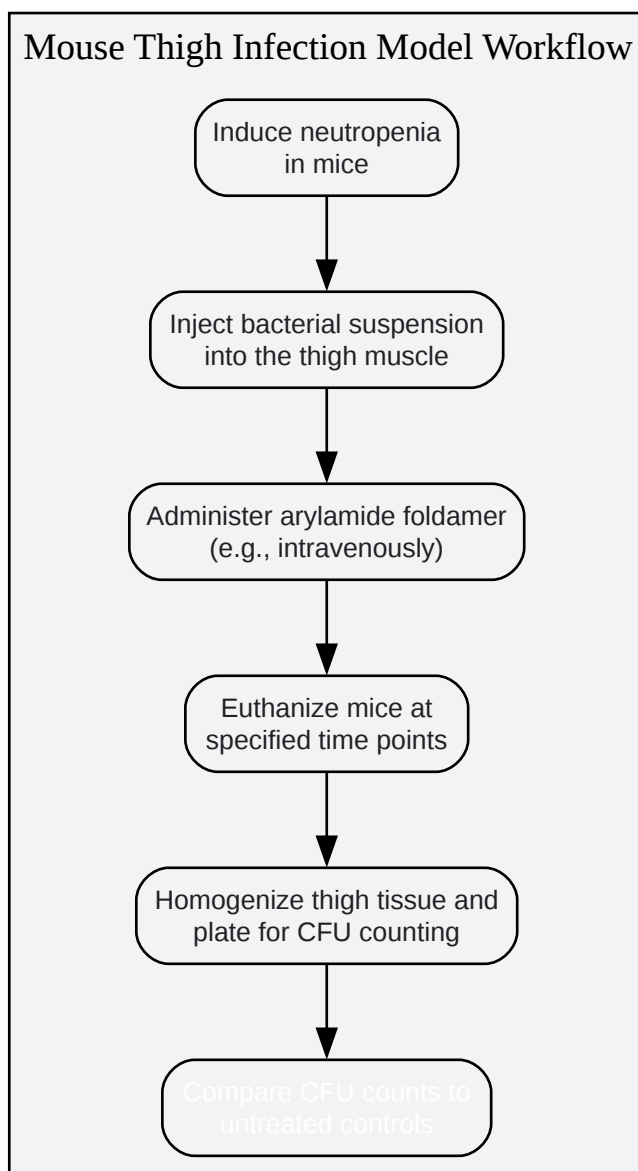 Mouse Thigh Infection Model Workflow
Induce neutropenia
in mice
Inject bacterial suspension
into the thigh muscle
Administer arylamide foldamer
(e.g., intravenously)
Euthanize mice at
specified time points
Homogenize thigh tissue and
plate for CFU counting
Compare CFU counts to
untreated controls